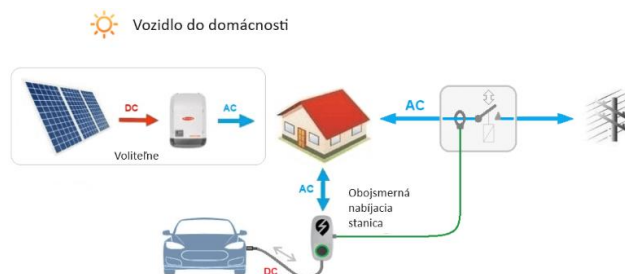 Vozidlo do domácnosti
DC
AC
AC
Voliteľne
AC
Obojsmerná
nabíjacia
stanica
DC